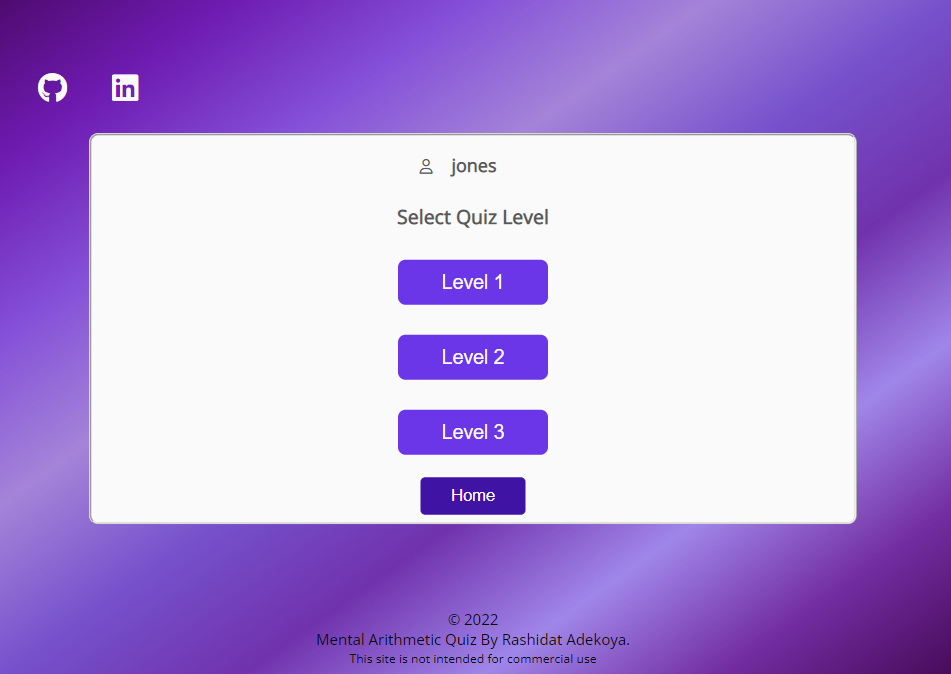 in
jones
Select Quiz Level
Level 1
Level 2
Level 3
Home
© 2022
Mental Arithmetic Quiz By Rashidat Adekoya.
This site is not intended for commercial use